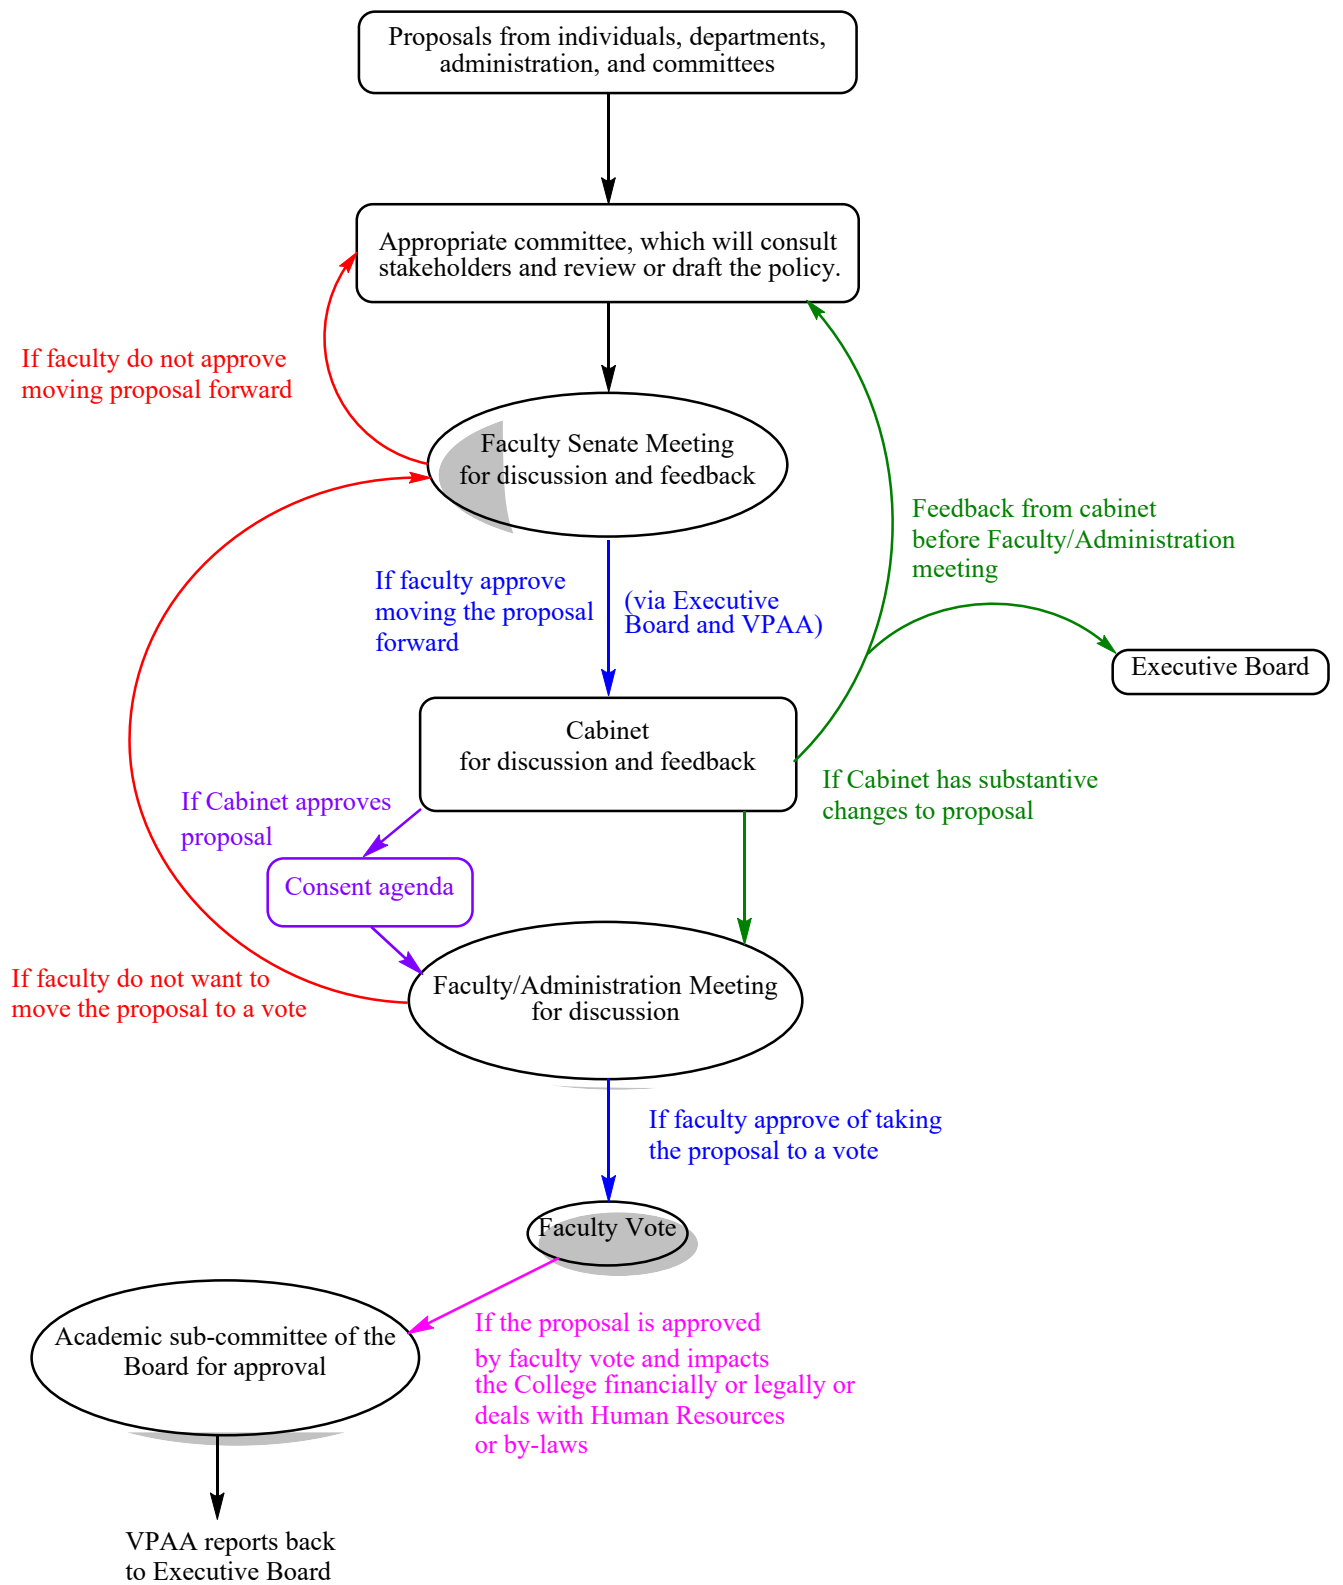 Proposals from individuals, departments,
administration, and committees
Appropriate committee, which will consult
stakeholders and review or draft the policy.
If faculty do not approve
moving proposal forward
Faculty Senate Meeting
for discussion and feedback
Feedback from cabinet
before Faculty/Administration
meeting
If faculty approve
moving the proposal
forward
(via Executive
Board and VPAA)
Executive Board
Cabinet
for discussion and feedback
If Cabinet has substantive
changes to proposal
If Cabinet approves
proposal
Consent agenda
If faculty do not want to
move the proposal to a vote
Faculty/Administration Meeting
for discussion
If faculty approve of taking
the proposal to a vote
Faculty Vote
Academic sub-committee of the
Board for approval
If the proposal is approved
by faculty vote and impacts
the College financially or legally or
deals with Human Resources
or by-laws
VPAA reports back
to Executive Board